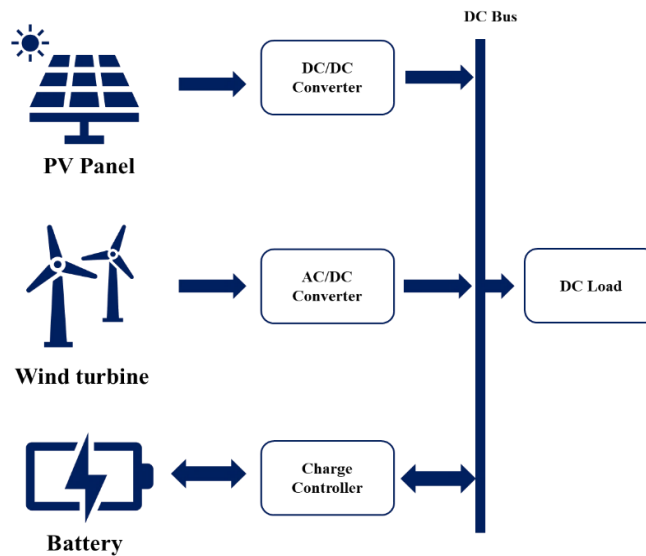 DC Bus
DC/DC
Converter
PV Panel
AC/DC
Converter
DC Load
Wind turbine
Charge
Controller
Battery